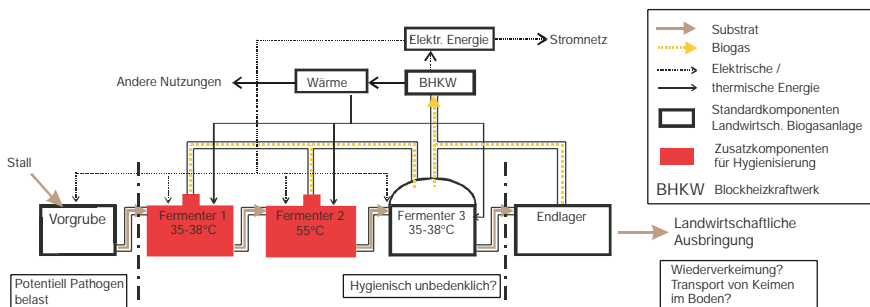 Elektr. Energie
Stromnetz
Andere Nutzungen
Wärme
BHKW
Stall
Vorgrube
Fermenter 1
35-38°C
Fermenter 2
55°C
Fermenter 3
35-38°C
Endlager
Landwirtschaftliche
Ausbringung
Potentiell Pathogen
belast
Hygienisch unbedenklich?
Wiederverkeimung?
Transport von Keimen
im Boden?
Substrat
Biogas
Elektrische /
thermische Energie
Standardkomponenten
Landwirtsch. Biogasanlage
Zusatzkomponenten
für Hygienisierung
BHKW Blockheizkraftwerk